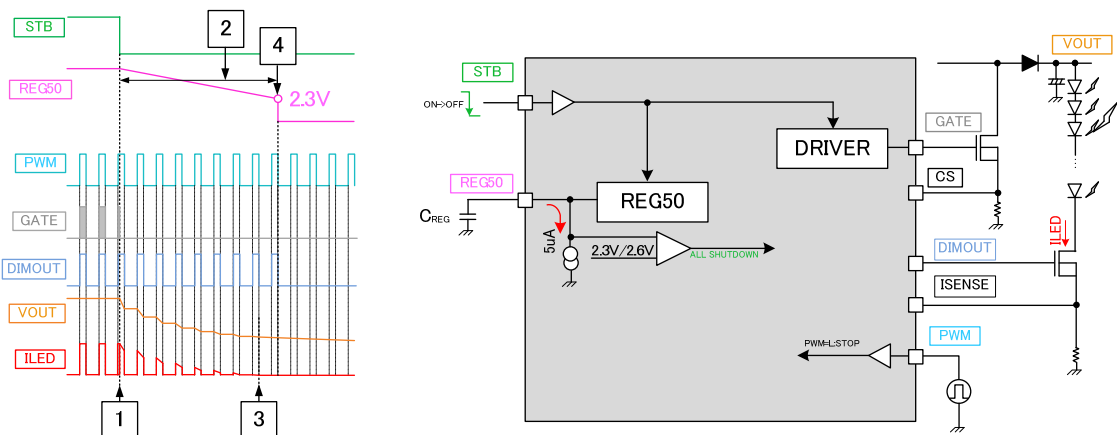 STB
2
4
REG50
2.3V
PWM
GATE
DIMOUT
VOUT
ILED
1
3
STB
ON->OFF
REG50
CREG
5uA
REG50
2.3V/2.6V
ALL SHUTDOWN
DRIVER
VOUT
GATE
CS
ILED
DIMOUT
ISENSE
PWM
PWM=L:STOP